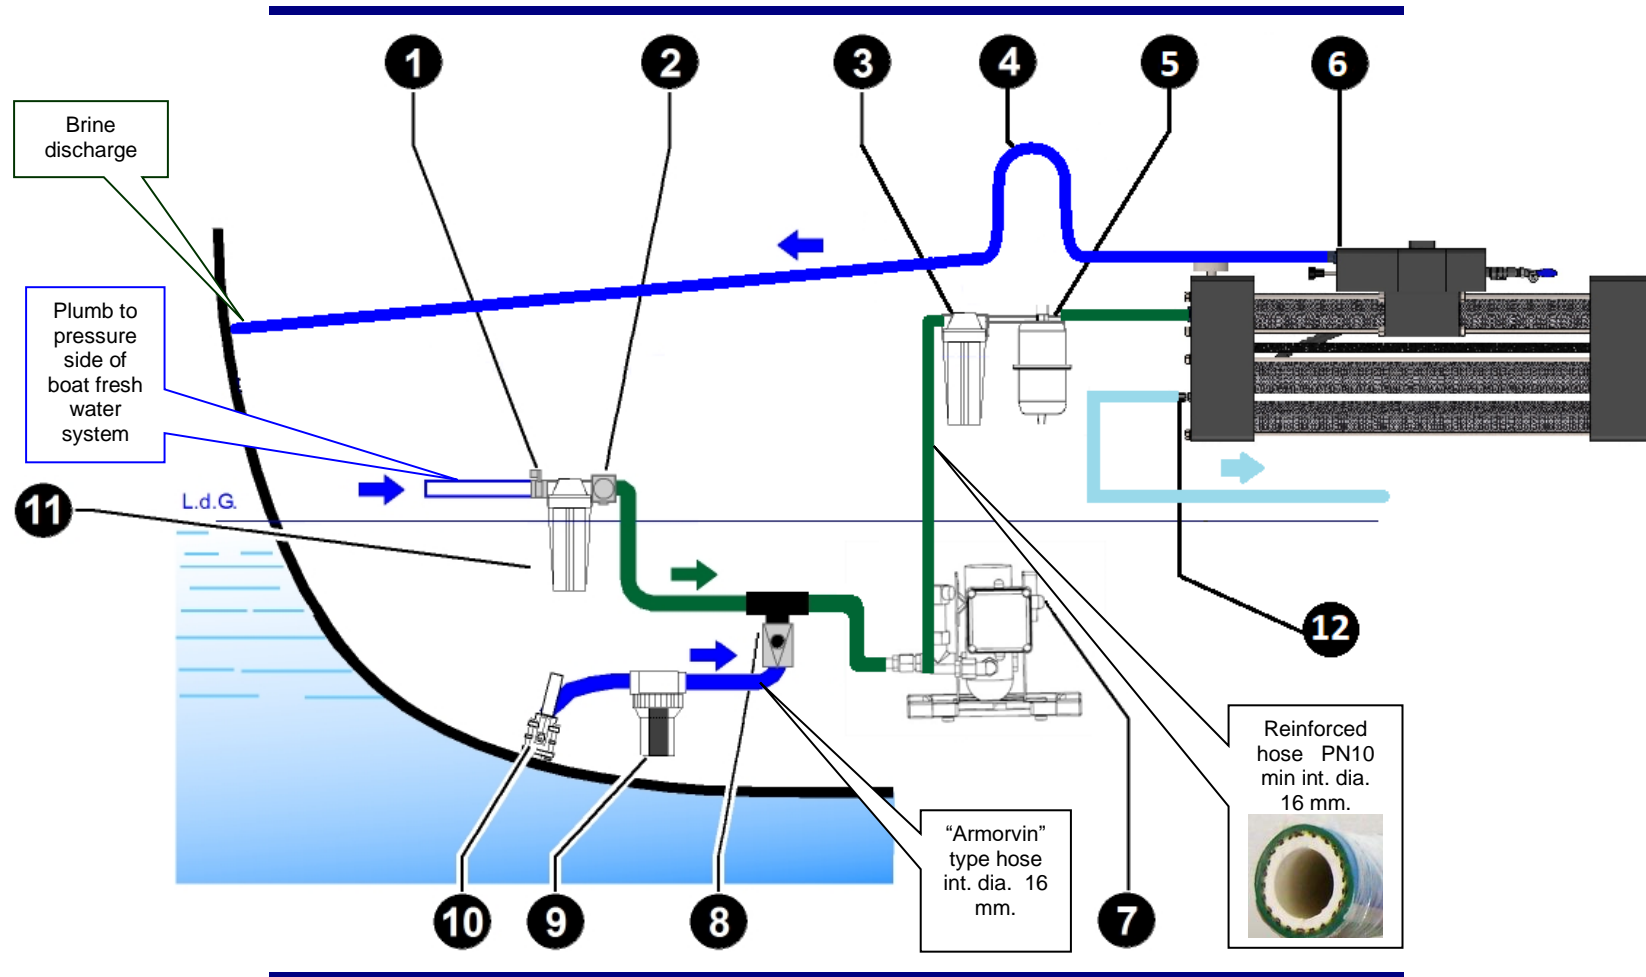 1
2
3
4
5
6
Brine
discharge
Plumb to
pressure
side of
boat fresh
water
system
11
L.d.G.
12
Reinforced
hose PN10
min int. dia.
16 mm.
"Armorvin"
type hose
int. dia. 16
mm.
10
9
8
7